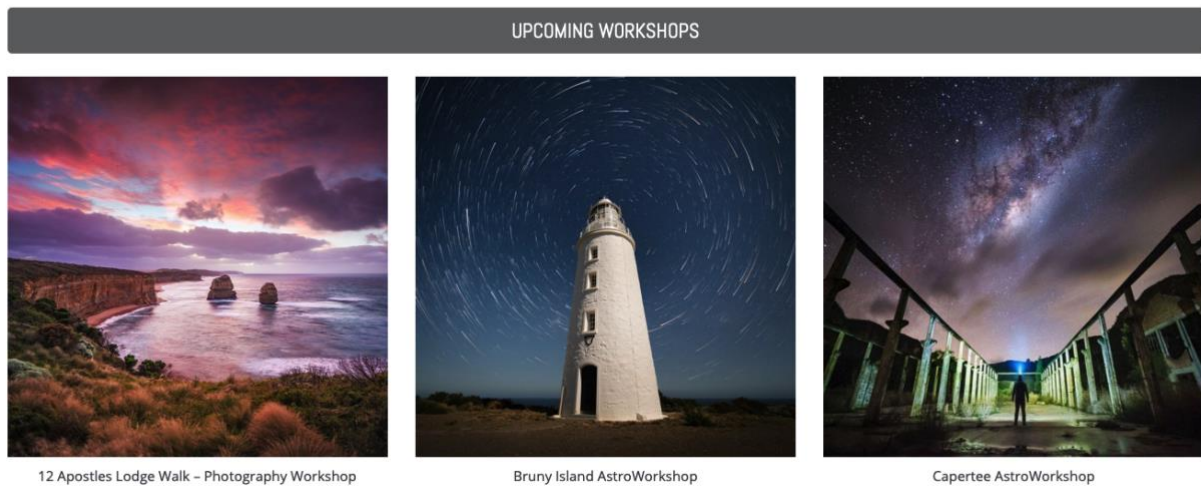 UPCOMING WORKSHOPS
12 Apostles Lodge Walk – Photography Workshop
Bruny Island AstroWorkshop
Capertee AstroWorkshop